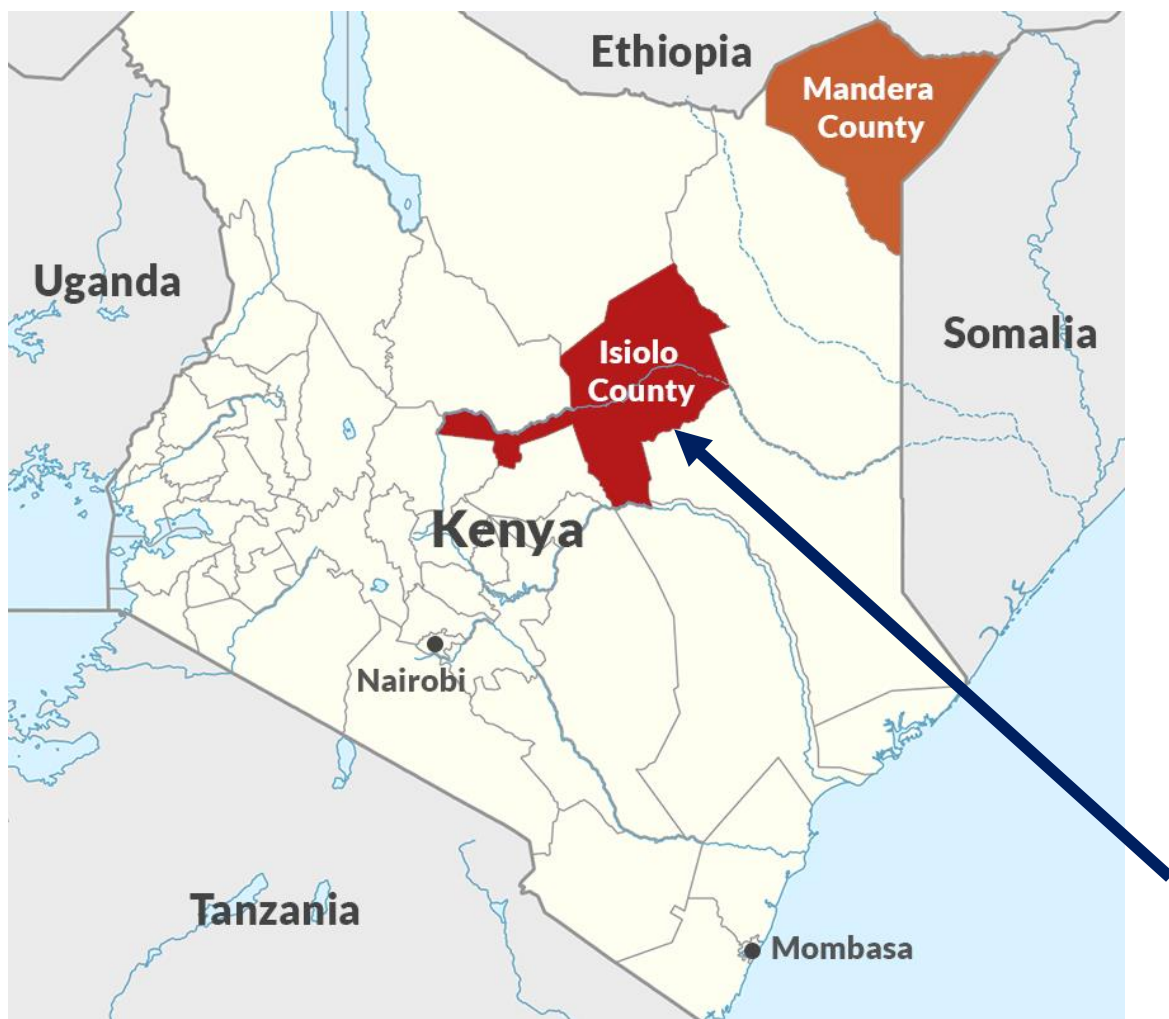 Ethiopia
Mandera
County
Uganda
Somalia
Isiolo
County
Kenya
Nairobi
Tanzania
Mombasa